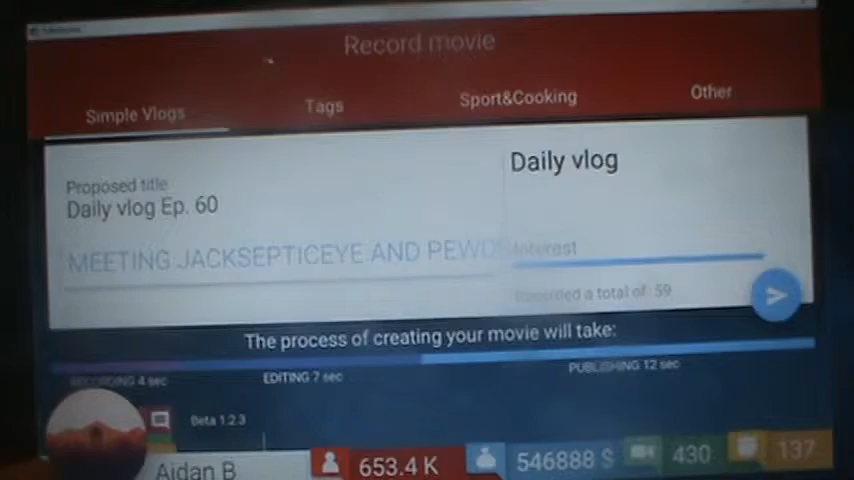 Record movie
Simple Vlogs
Tags
Sport&Cooking
Other
Proposed title
Daily vlog Ep. 60
MEETING JACKSEPTICEYE AND PEWD
Daily vlog
Interest
Recorded a total of: 59
The process of creating your movie will take:
RECORDING 4 sec
EDITING 7 sec
PUBLISHING 12 sec
Beta 1.2.3
Aidan B
653.4 K
546888 $
430
137